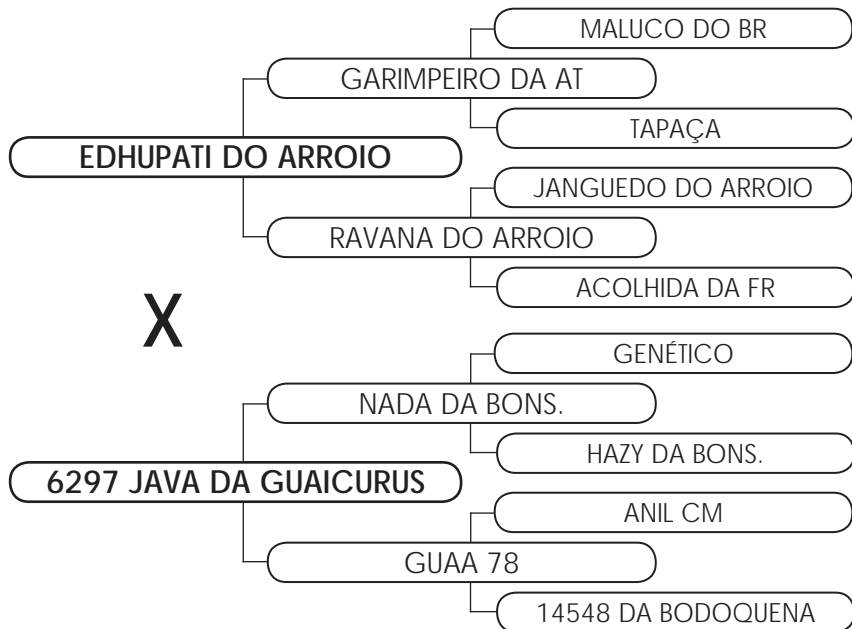 MALUCO DO BR
GARIMPEIRO DA AT
TAPAÇA
EDHUPATI DO ARROIO
JANGUEDO DO ARROIO
RAVANA DO ARROIO
ACOLHIDA DA FR
X
GENÉTICO
NADA DA BONS.
HAZY DA BONS.
6297 JAVA DA GUAICURUS
ANIL CM
GUAA 78
14548 DA BODOQUENA